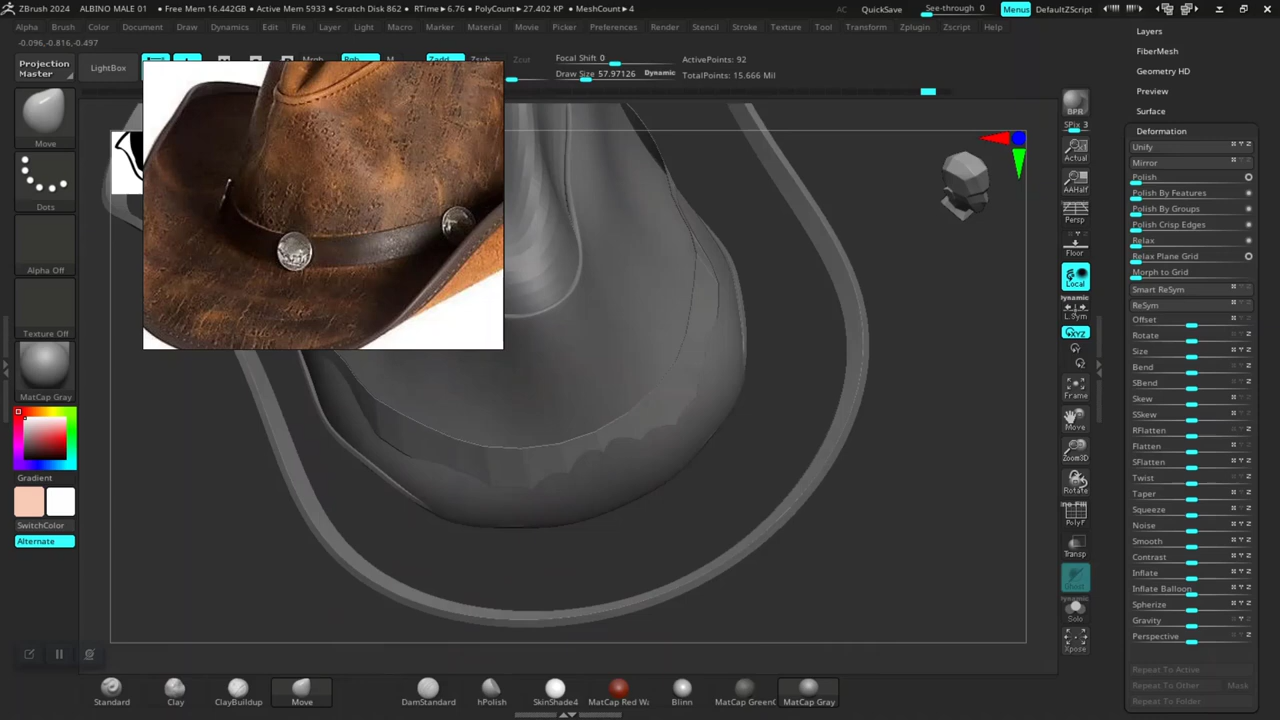 ZBrush 2024 ALBINO MALE 01 • Free Mem 16.442GB • Active Mem 5933 • Scratch Disk 862 • RTime▸6.76 • PolyCount▸27.402 KP • MeshCount▸4 AC QuickSave See-through 0 Menus DefaultZScript
Alpha Brush Color Document Draw Dynamics Edit File Layer Light Macro Marker Material Movie Picker Preferences Render Stencil Stroke Texture Tool Transform Zplugin Zscript Help
-0.096,-0.816,-0.497
Projection Master
LightBox
Focal Shift 0
Draw Size 57.97126 Dynamic
ActivePoints: 92
TotalPoints: 15.666 Mil
Move
Dots
Alpha Off
Texture Off
MatCap Gray
Gradient
SwitchColor
Alternate
BPR
SPix 3
Actual
AAHalf
Persp
Floor
Local
Dynamic
L.Sym
XYZ
Frame
Move
Zoom3D
Rotate
PolyF
Transp
Ghost
Dynamic
Solo
Xpose
Layers
FiberMesh
Geometry HD
Preview
Surface
Deformation
Unify
Mirror
Polish
Polish By Features
Polish By Groups
Polish Crisp Edges
Relax
Relax Plane Grid
Morph to Grid
Smart ReSym
ReSym
Offset
Rotate
Size
Bend
SBend
Skew
SSkew
RFlatten
Flatten
SFlatten
Twist
Taper
Squeeze
Noise
Smooth
Contrast
Inflate
Inflate Balloon
Spherize
Gravity
Perspective
Repeat To Active
Repeat To Other Mask
Repeat To Folder
Standard Clay ClayBuildup Move DamStandard hPolish SkinShade4 MatCap Red Wa Blinn MatCap GreenC MatCap Gray